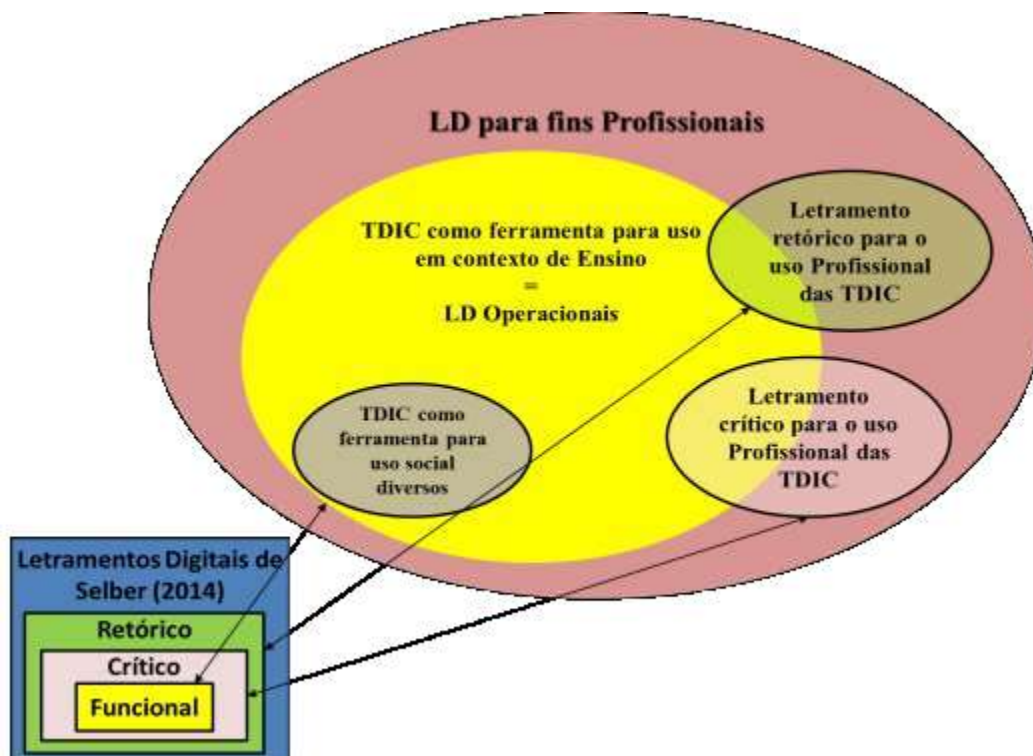 LD para fins Profissionais
TDIC como ferramenta para uso
em contexto de Ensino
=
LD Operacionais
Letramento
retórico para o
uso Profissional
das TDIC
Letramento
crítico para o uso
Profissional das
TDIC
TDIC como
ferramenta para
uso social
diversos
Letramentos Digitais de
Selber (2014)
Retórico
Crítico
Funcional